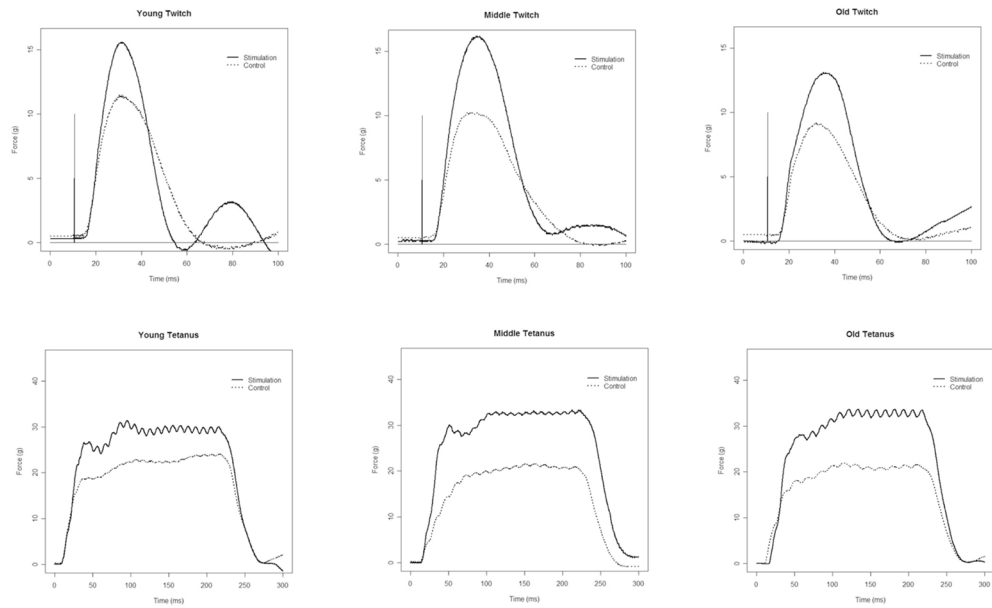 Young Twitch
Force (g)
0
5
10
15
Stimulation
Control
0 20 40 60 80 100
Time (ms)
Middle Twitch
Force (g)
0
5
10
15
Stimulation
Control
0 20 40 60 80 100
Time (ms)
Old Twitch
Force (g)
0
5
10
15
Stimulation
Control
0 20 40 60 80 100
Time (ms)
Young Tetanus
Force (g)
0
10
20
30
40
Stimulation
Control
0 50 100 150 200 250 300
Time (ms)
Middle Tetanus
Force (g)
0
10
20
30
40
Stimulation
Control
0 50 100 150 200 250 300
Time (ms)
Old Tetanus
Force (g)
0
10
20
30
40
Stimulation
Control
0 50 100 150 200 250 300
Time (ms)